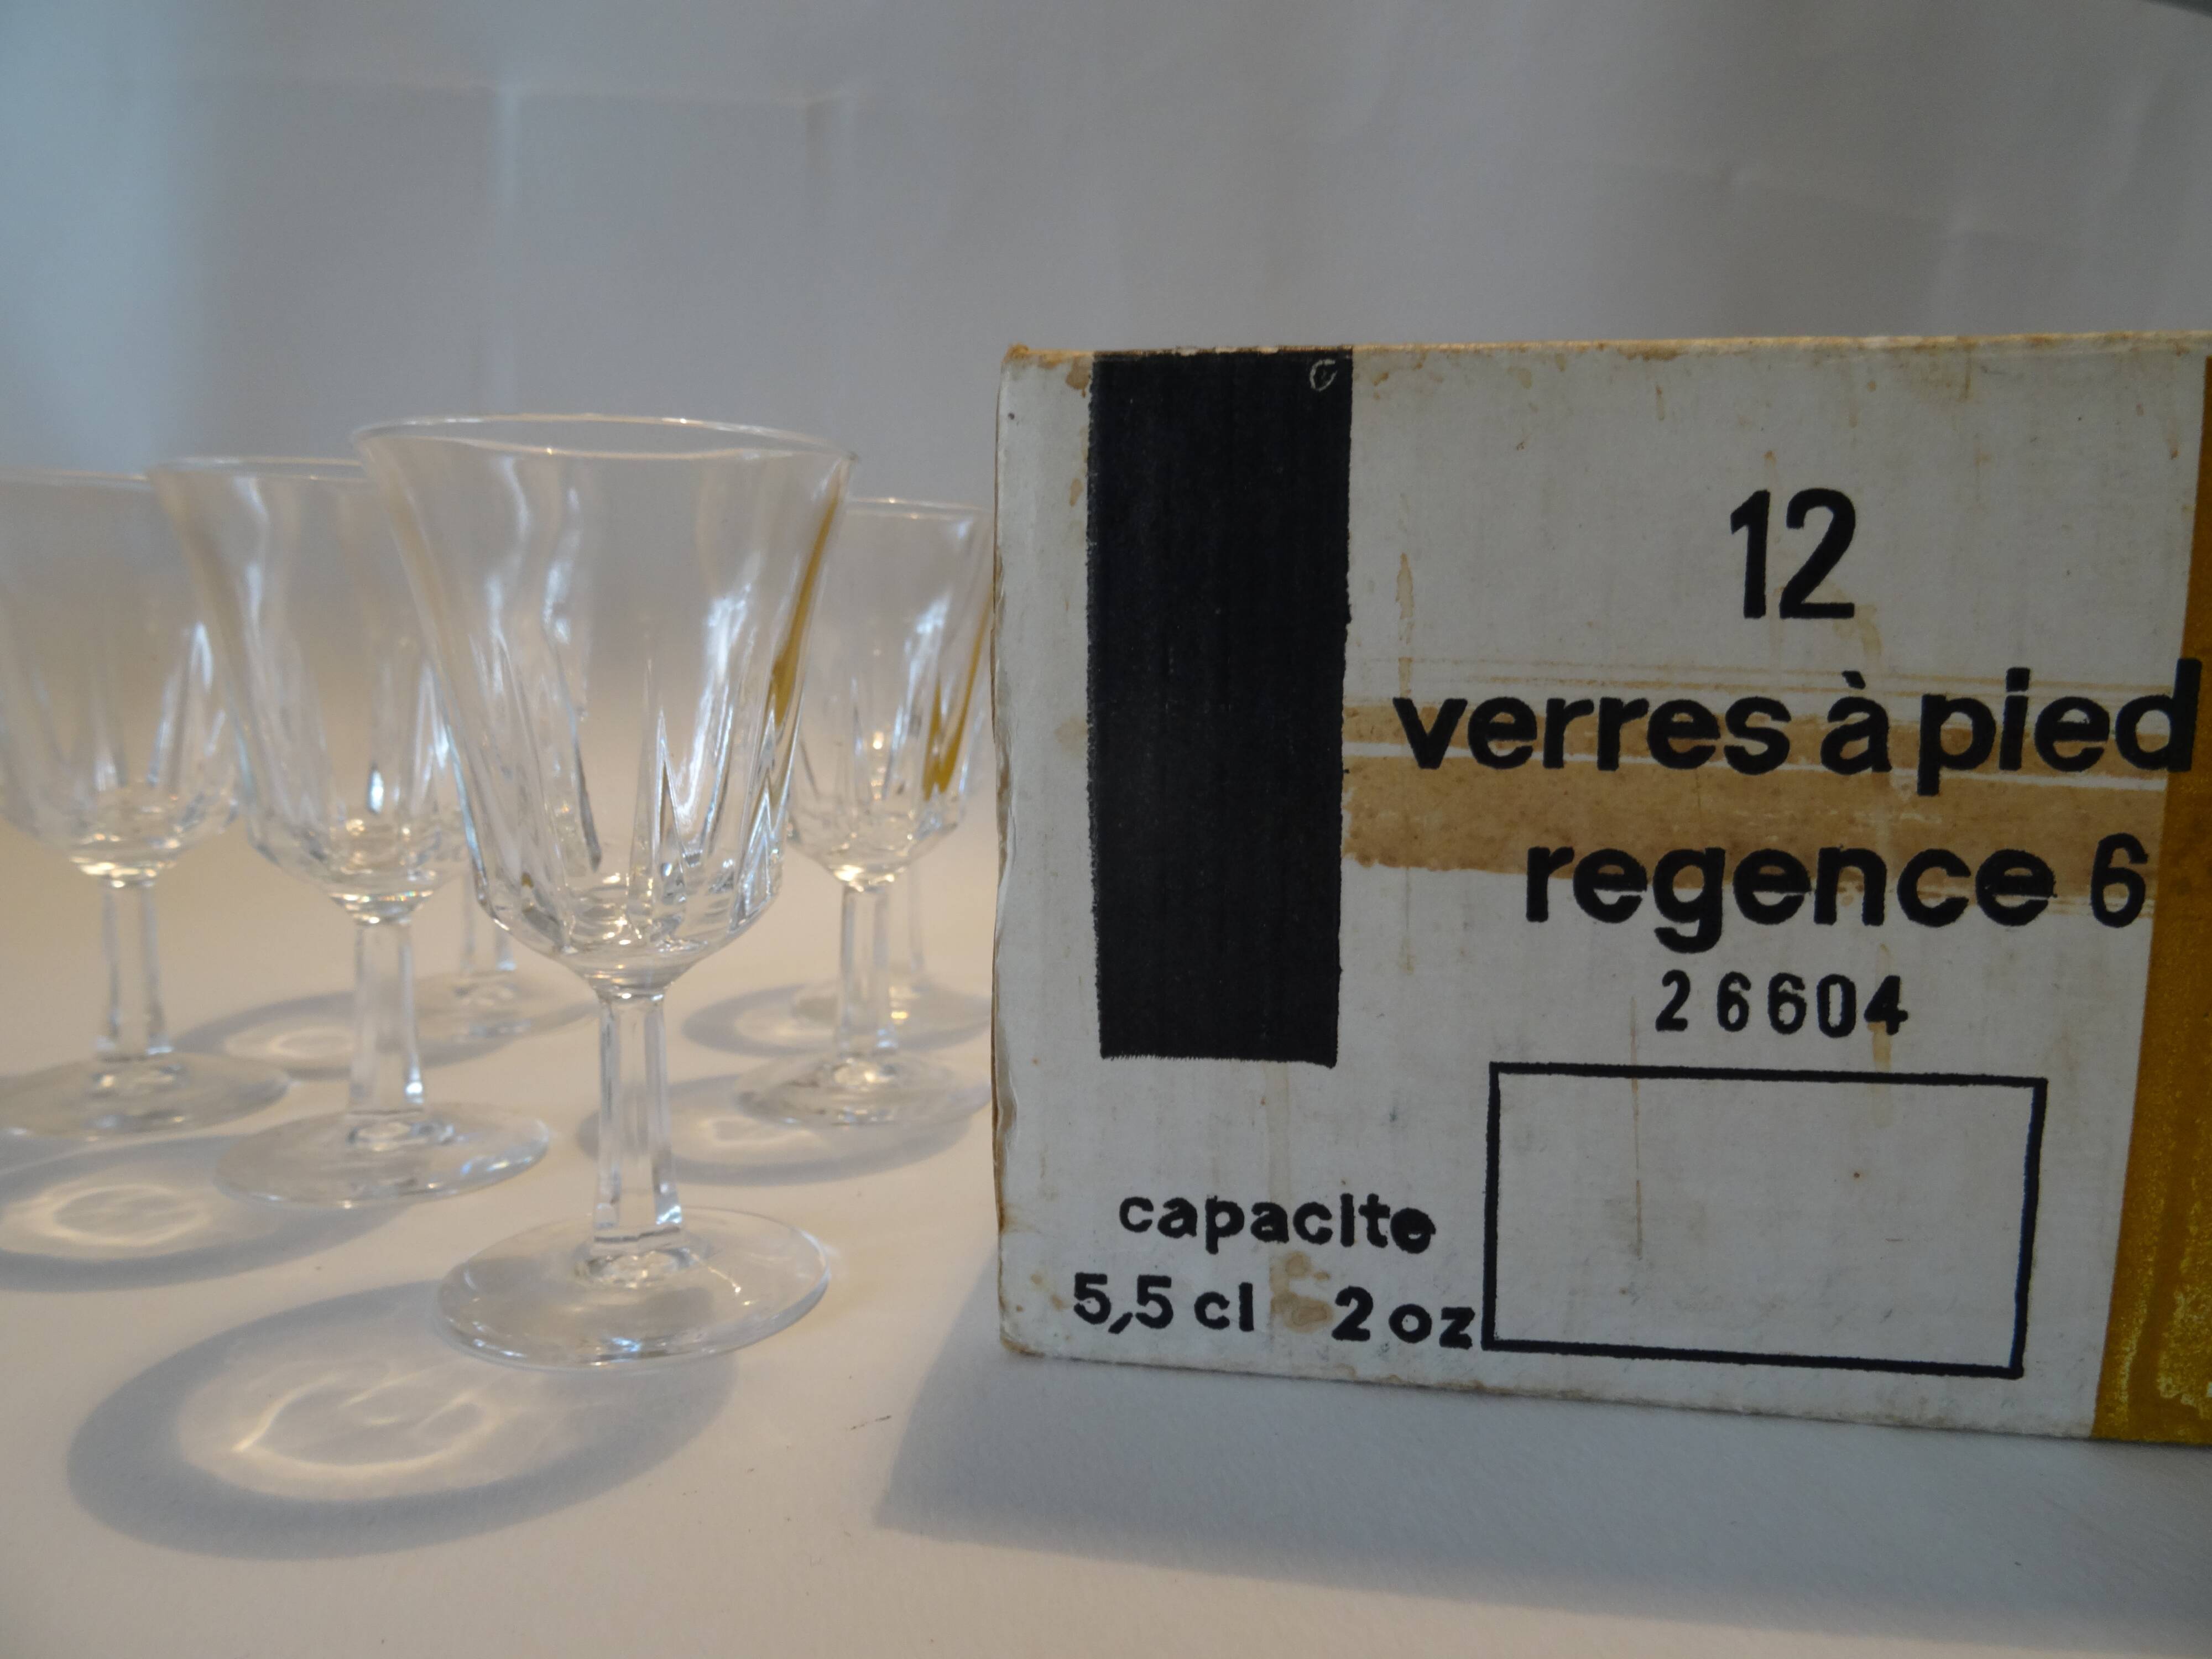 12
verres à pied
regence 6
26604
capacite
5,5 cl 2 oz